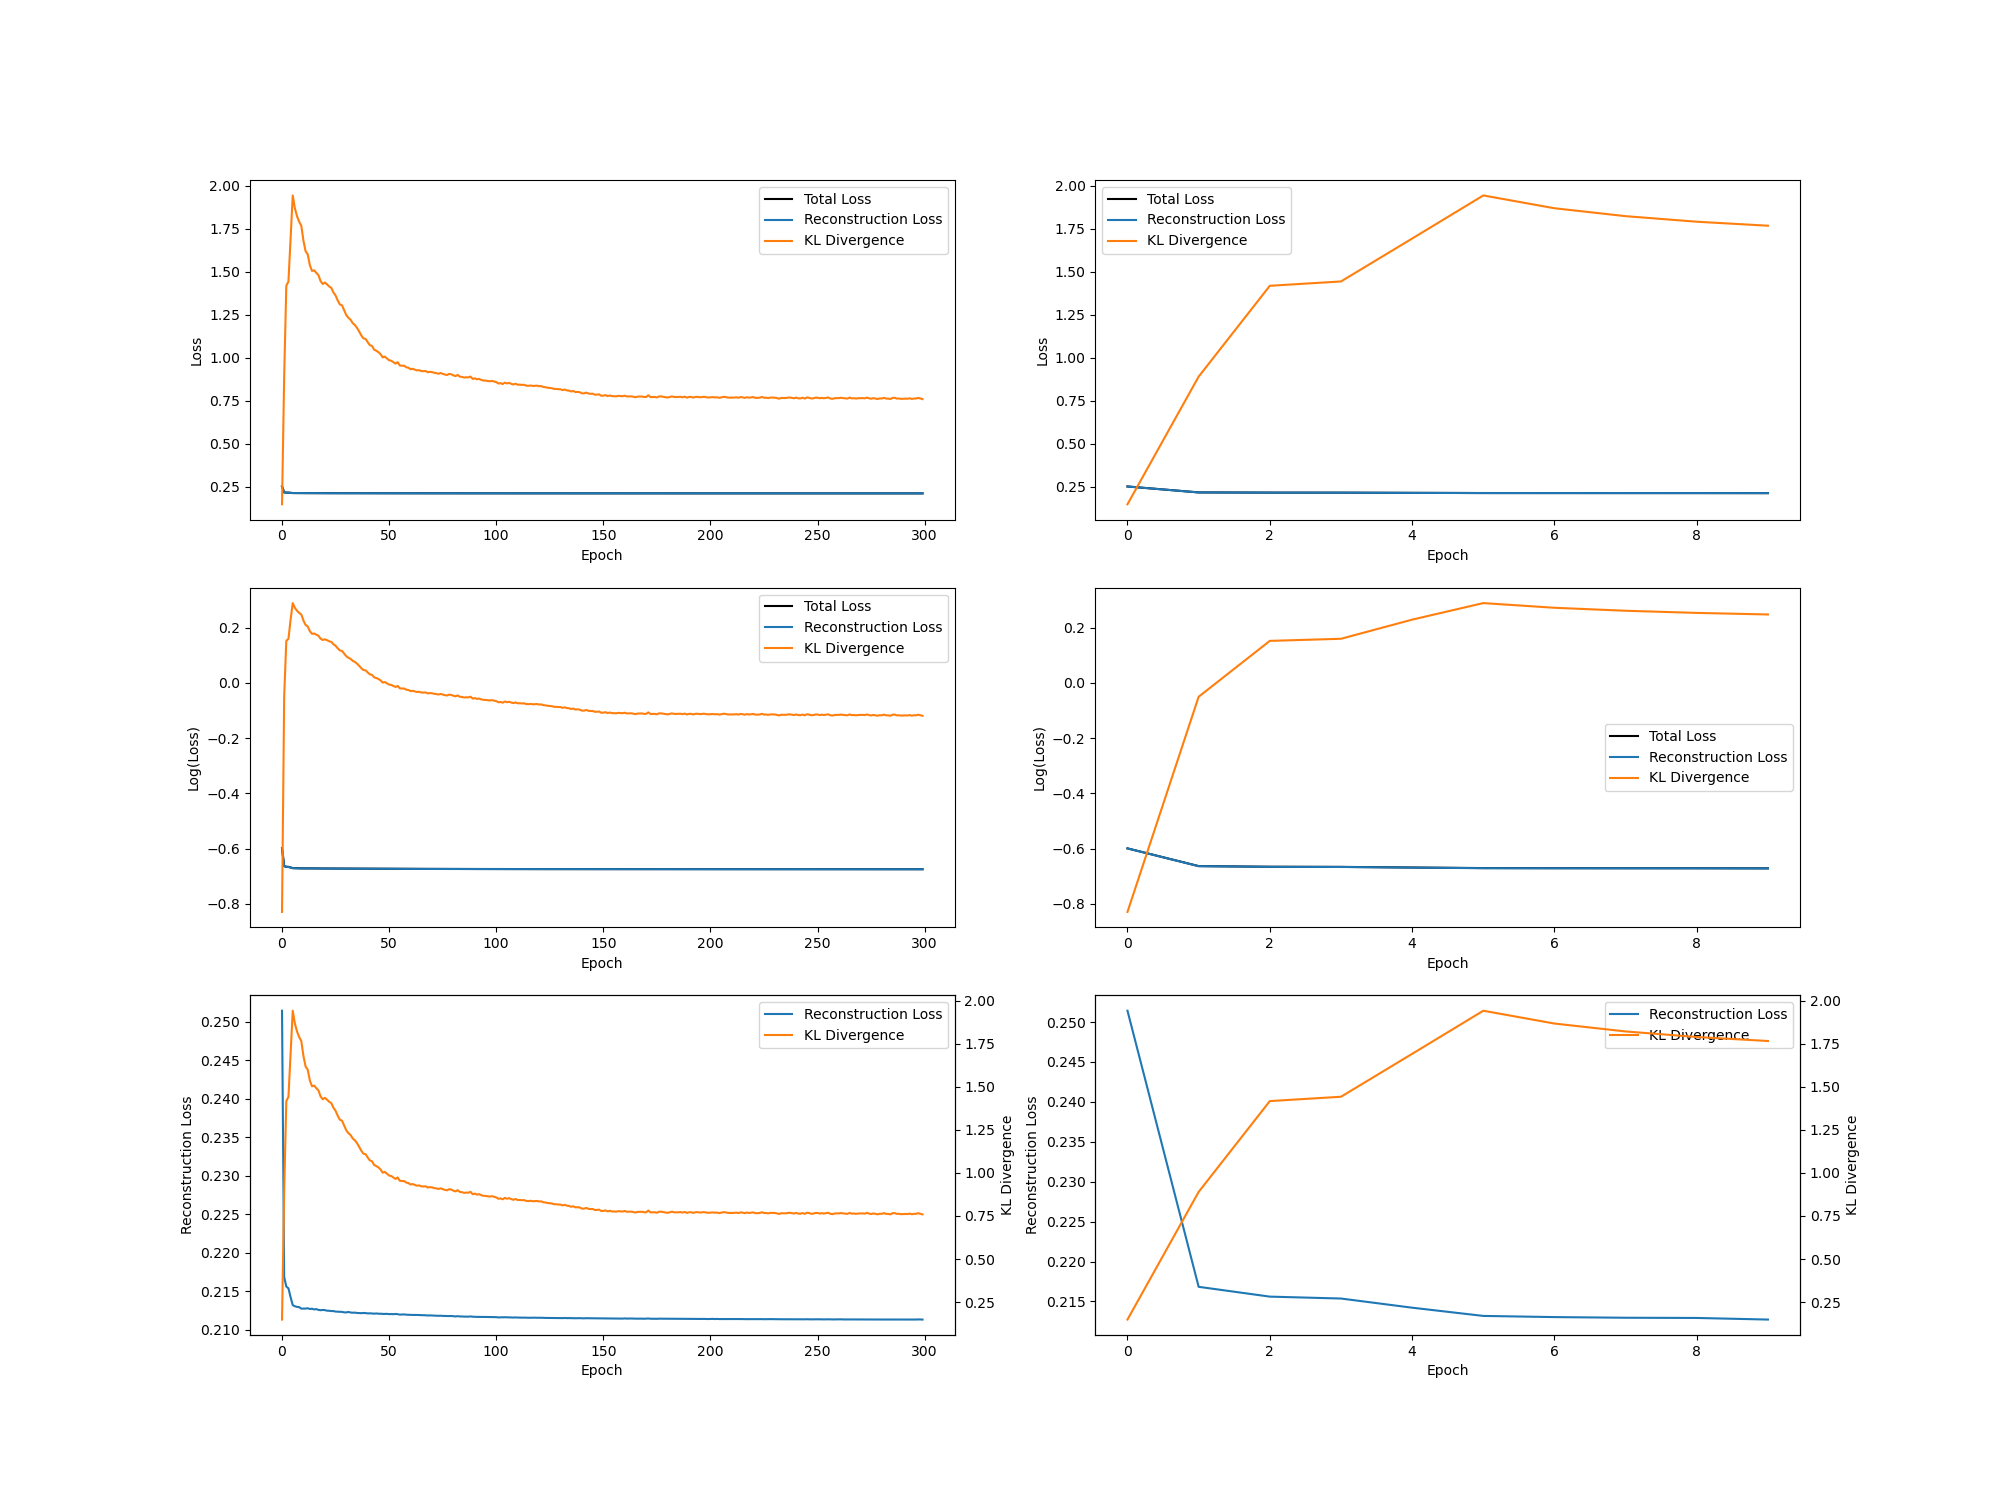 2.00
1.75
1.50
1.25
1.00
0.75
0.50
0.25
Loss
0 50 100 150 200 250 300
Epoch
Total Loss
Reconstruction Loss
KL Divergence
2.00
1.75
1.50
1.25
1.00
0.75
0.50
0.25
Loss
0 2 4 6 8
Epoch
Total Loss
Reconstruction Loss
KL Divergence
0.2
0.0
−0.2
−0.4
−0.6
−0.8
Log(Loss)
0 50 100 150 200 250 300
Epoch
Total Loss
Reconstruction Loss
KL Divergence
0.2
0.0
−0.2
−0.4
−0.6
−0.8
Log(Loss)
0 2 4 6 8
Epoch
Total Loss
Reconstruction Loss
KL Divergence
0.250
0.245
0.240
0.235
0.230
0.225
0.220
0.215
0.210
Reconstruction Loss
0 50 100 150 200 250 300
Epoch
Reconstruction Loss
KL Divergence
2.00
1.75
1.50
1.25
1.00
0.75
0.50
0.25
KL Divergence
0.250
0.245
0.240
0.235
0.230
0.225
0.220
0.215
Reconstruction Loss
0 2 4 6 8
Epoch
Reconstruction Loss
KL Divergence
2.00
1.75
1.50
1.25
1.00
0.75
0.50
0.25
KL Divergence